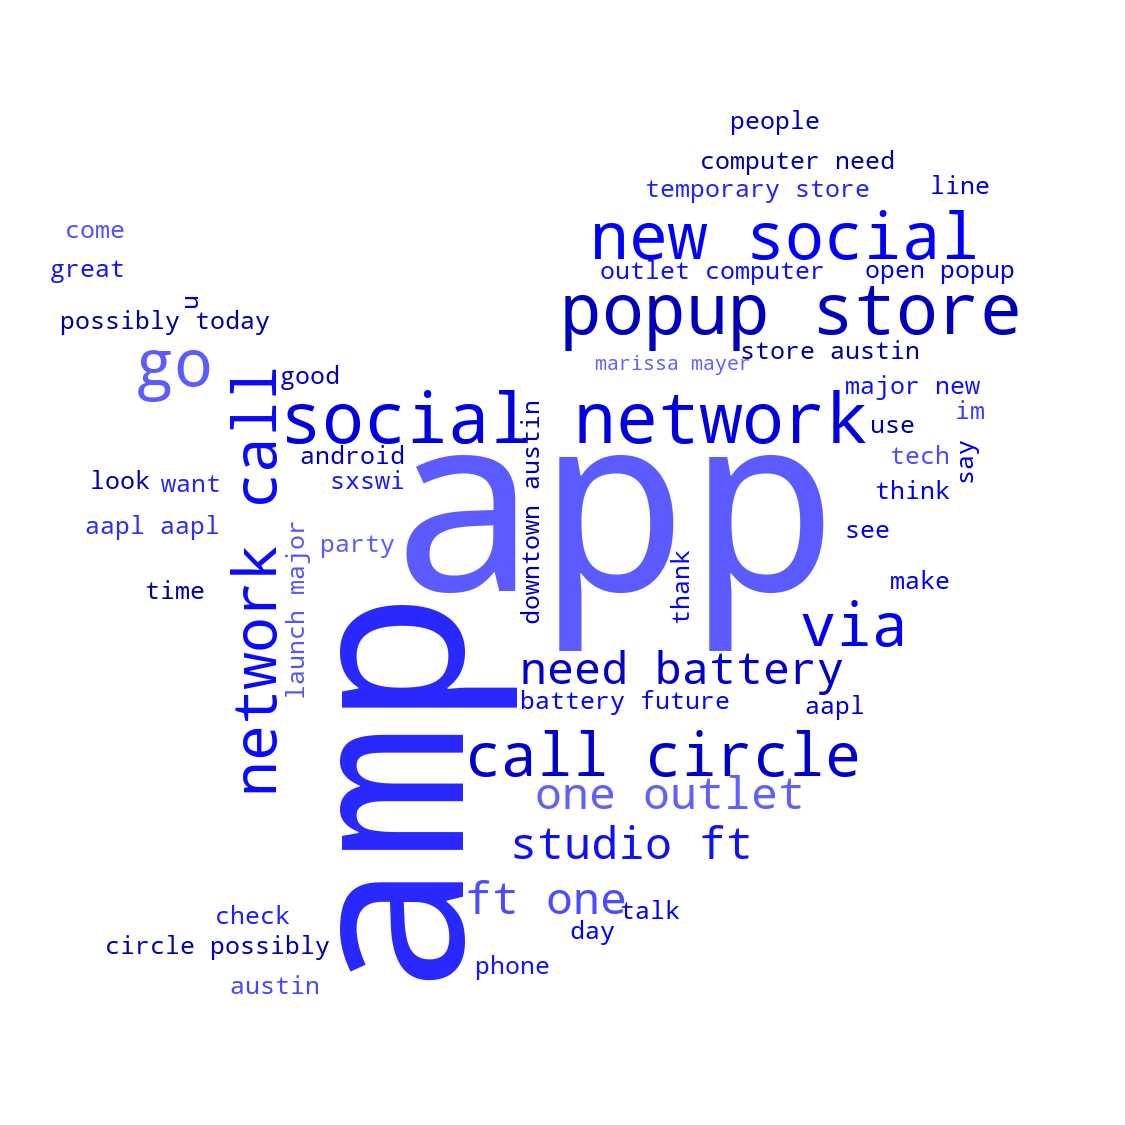 people
computer need
temporary store
line
come
new social
great
outlet computer
open popup
u
possibly today
popup store
go
marissa mayer
store austin
good
network call
major new
social network
im
use
android
tech
say
look
want
sxswi
app
downtown austin
think
aapl aapl
launch major
party
see
thank
make
time
via
amp
need battery
battery future
aapl
call circle
one outlet
studio ft
ft one
talk
check
day
circle possibly
phone
austin